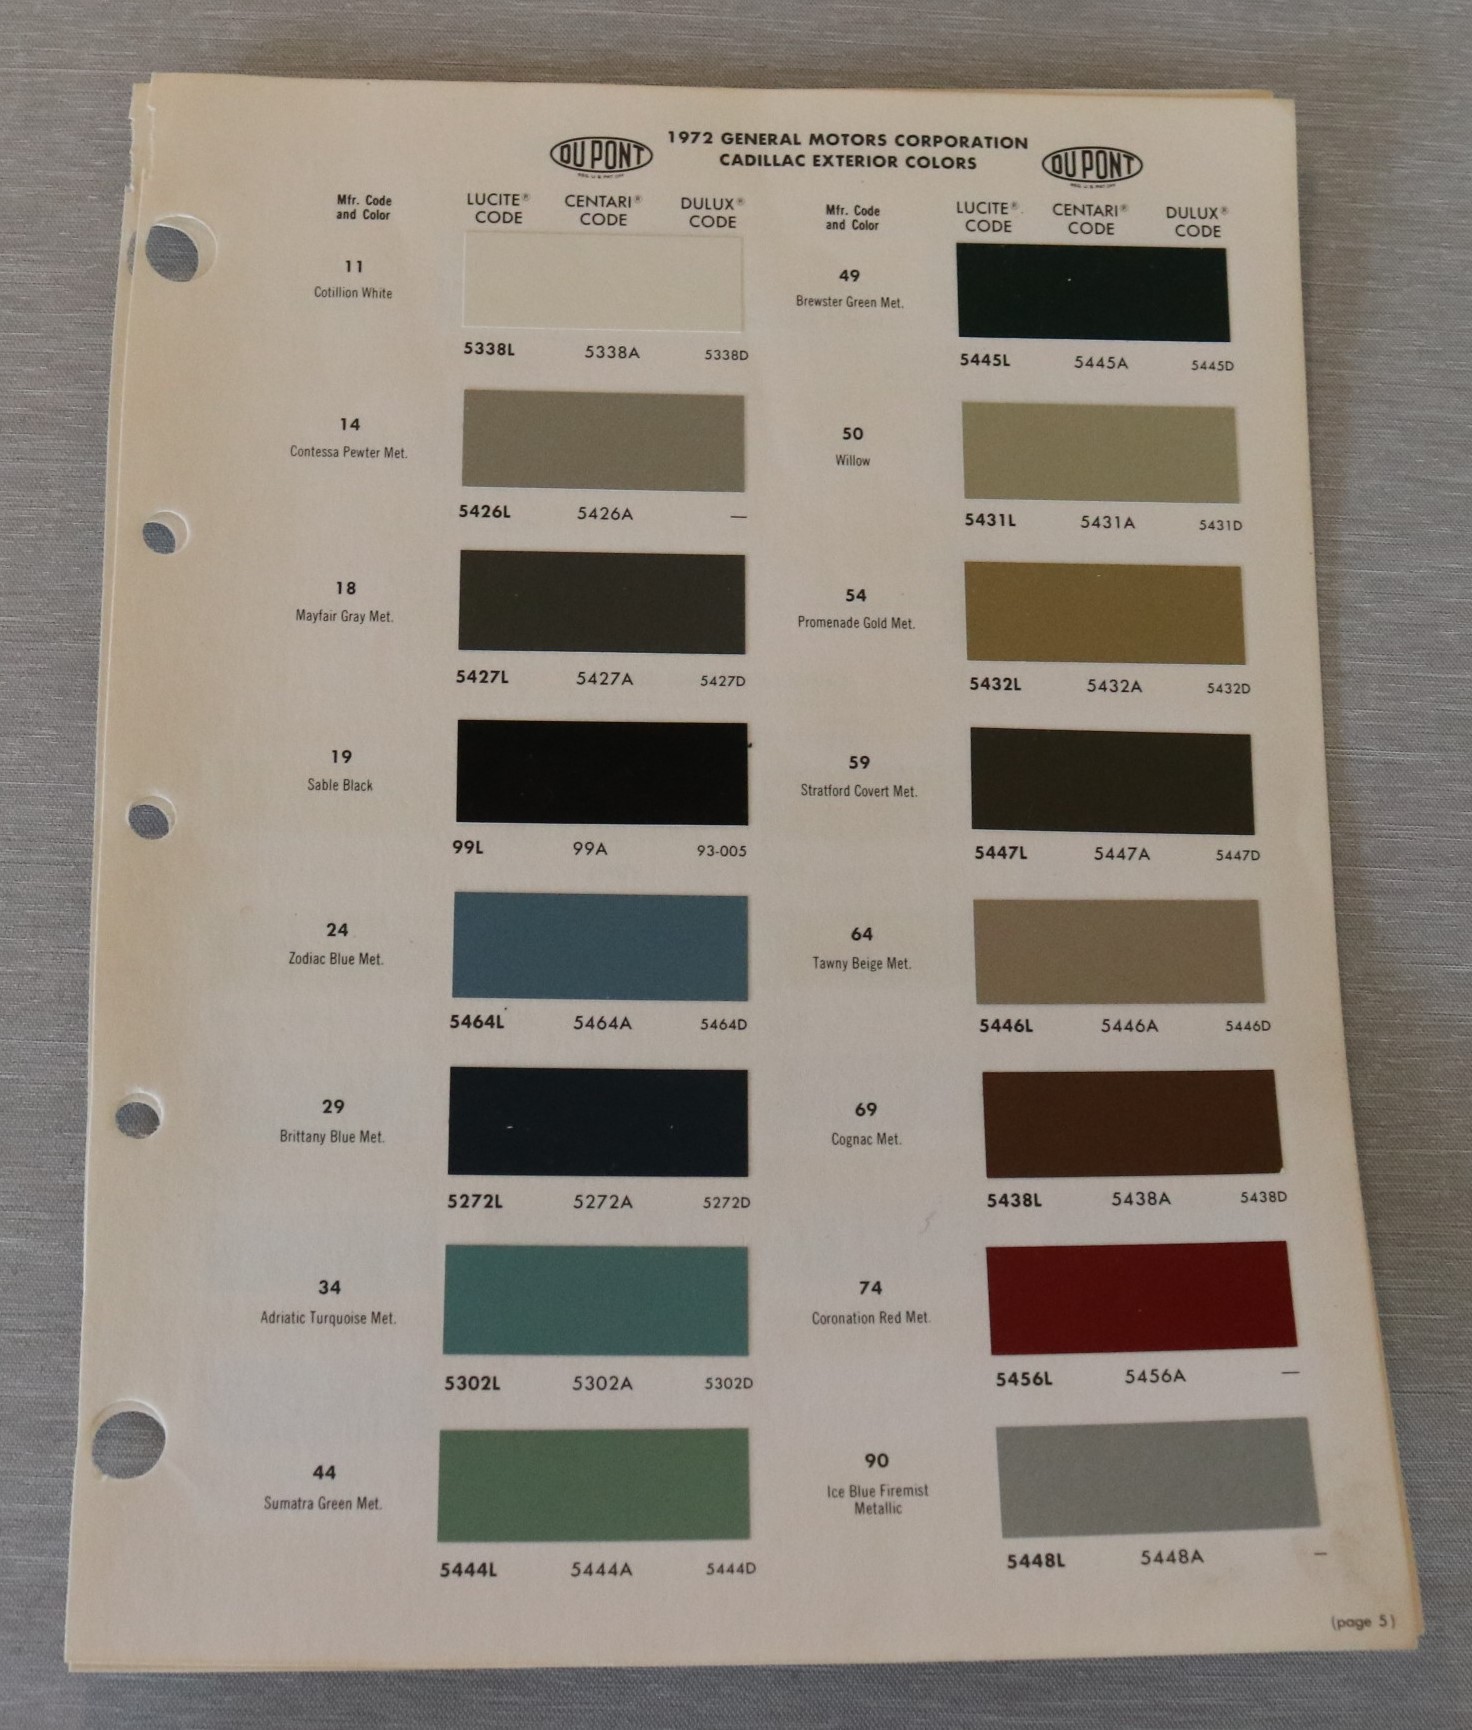 DU PONT
REG. U.S. PAT. OFF.
1972 GENERAL MOTORS CORPORATION
CADILLAC EXTERIOR COLORS
DU PONT
REG. U.S. PAT. OFF.
Mfr. Code
and Color
LUCITE® CODE
CENTARI® CODE
DULUX® CODE
11
Cotillion White
5338L 5338A 5338D
14
Contessa Pewter Met.
5426L 5426A —
18
Mayfair Gray Met.
5427L 5427A 5427D
19
Sable Black
99L 99A 93-005
24
Zodiac Blue Met.
5464L 5464A 5464D
29
Brittany Blue Met.
5272L 5272A 5272D
34
Adriatic Turquoise Met.
5302L 5302A 5302D
44
Sumatra Green Met.
5444L 5444A 5444D
Mfr. Code
and Color
LUCITE® CODE
CENTARI® CODE
DULUX® CODE
49
Brewster Green Met.
5445L 5445A 5445D
50
Willow
5431L 5431A 5431D
54
Promenade Gold Met.
5432L 5432A 5432D
59
Stratford Covert Met.
5447L 5447A 5447D
64
Tawny Beige Met.
5446L 5446A 5446D
69
Cognac Met.
5438L 5438A 5438D
74
Coronation Red Met.
5456L 5456A —
90
Ice Blue Firemist
Metallic
5448L 5448A —
(page 5)